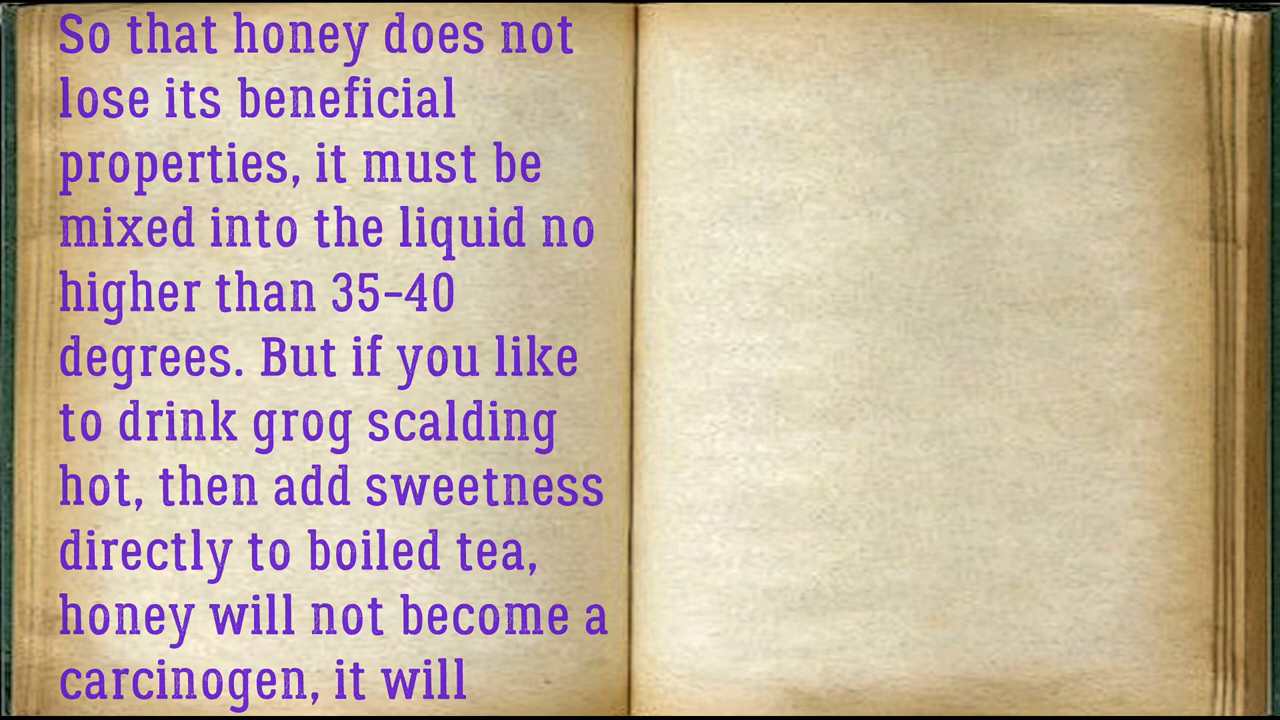 So that honey does not
lose its beneficial
properties, it must be
mixed into the liquid no
higher than 35-40
degrees. But if you like
to drink grog scalding
hot, then add sweetness
directly to boiled tea,
honey will not become a
carcinogen, it will